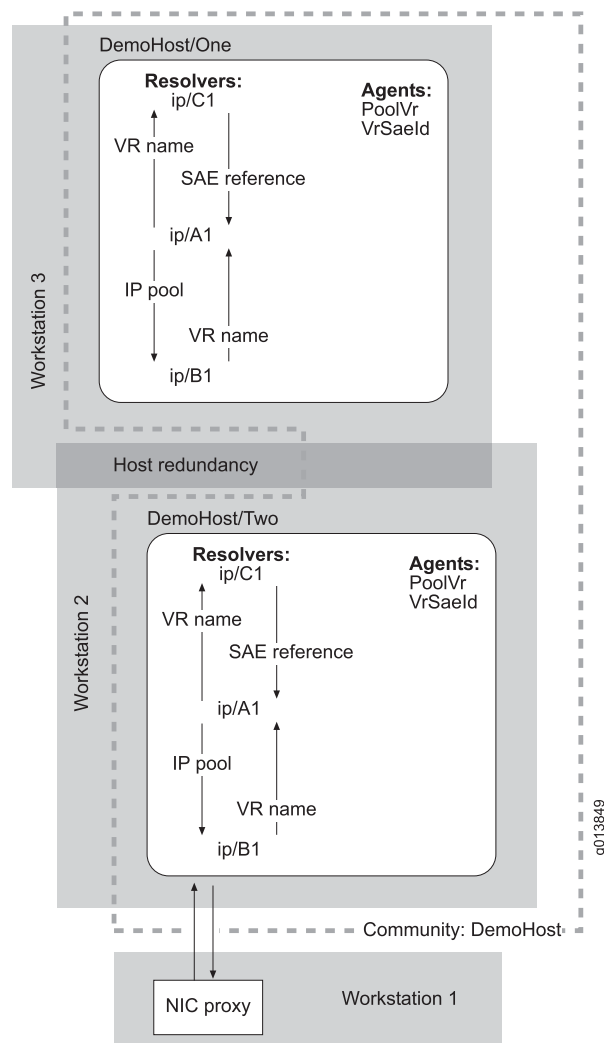 DemoHost/One
Resolvers:
ip/C1
Agents:
PoolVr
VrSaeId
VR name
SAE reference
ip/A1
IP pool
VR name
ip/B1
Workstation 3
Host redundancy
DemoHost/Two
Resolvers:
ip/C1
Agents:
PoolVr
VrSaeId
VR name
SAE reference
ip/A1
IP pool
VR name
ip/B1
Workstation 2
g013849
Community: DemoHost
NIC proxy
Workstation 1